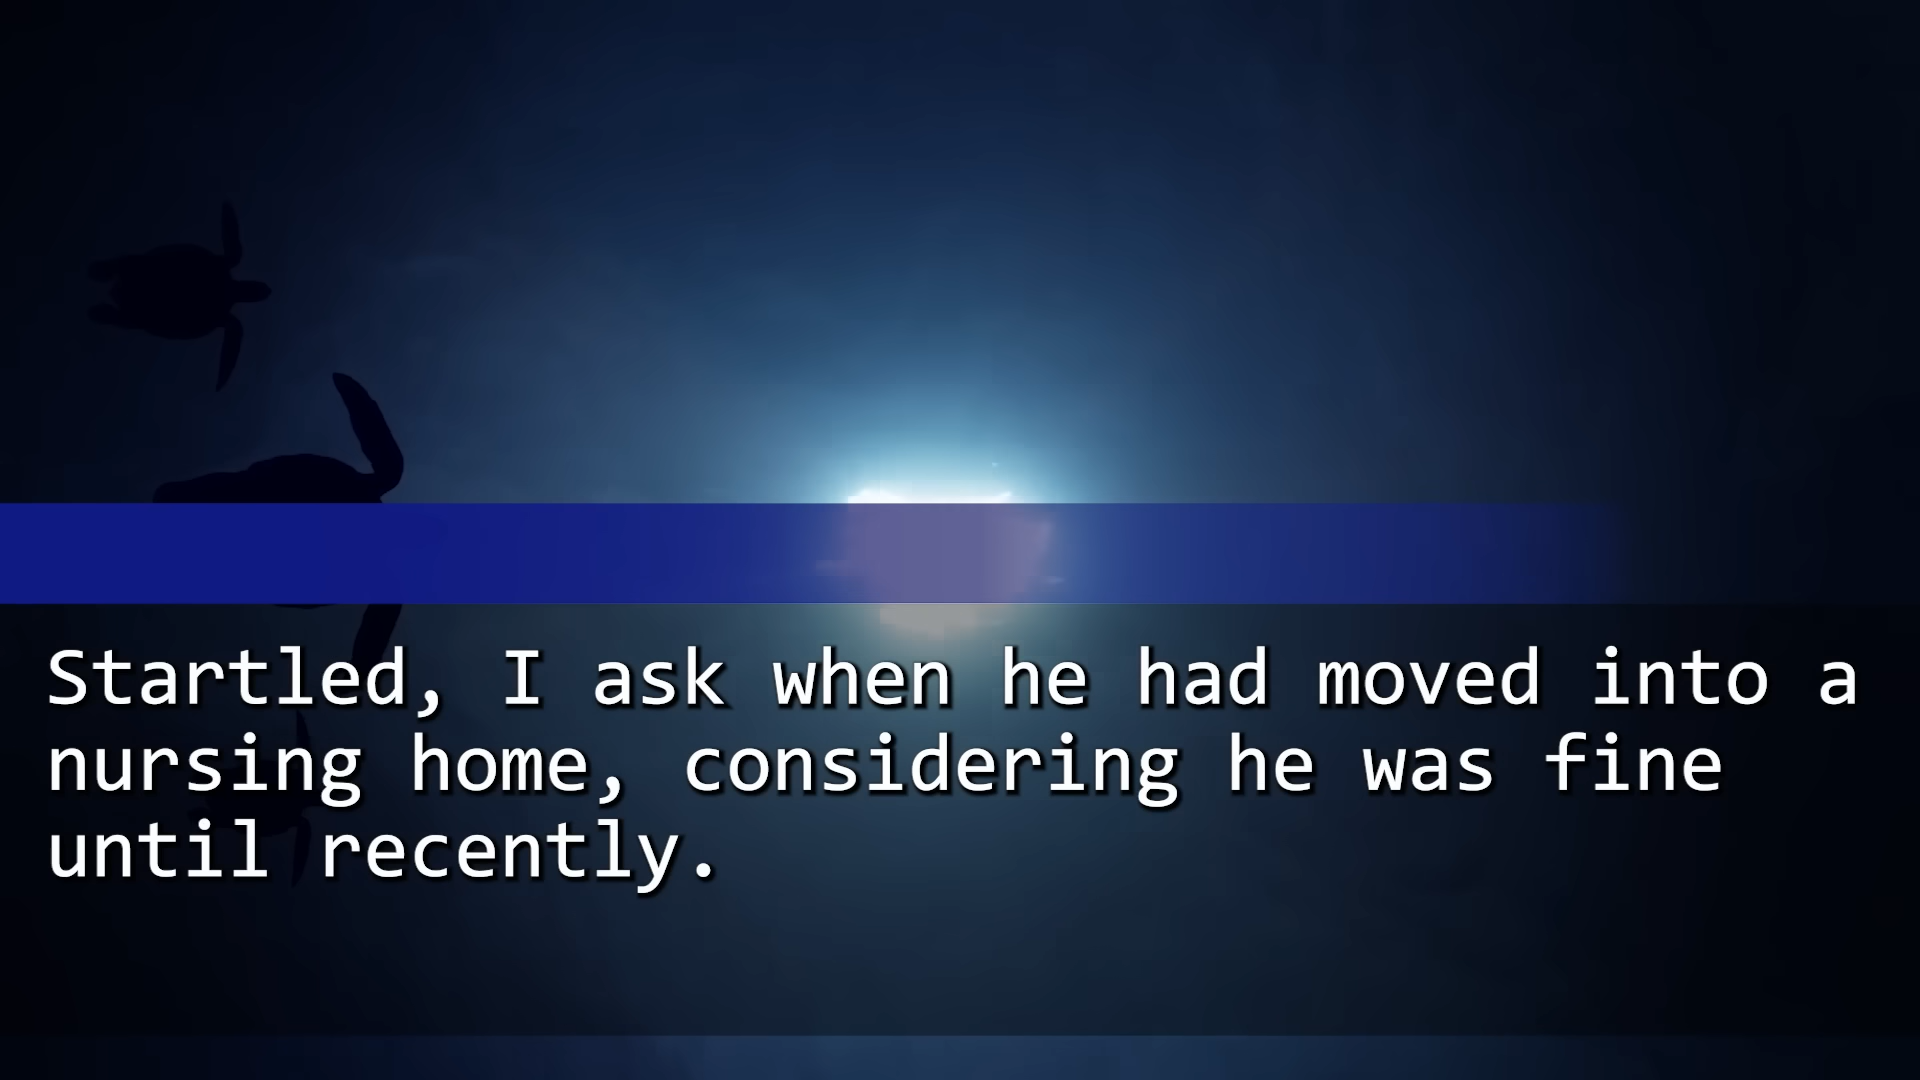 Startled, I ask when he had moved into a
nursing home, considering he was fine
until recently.